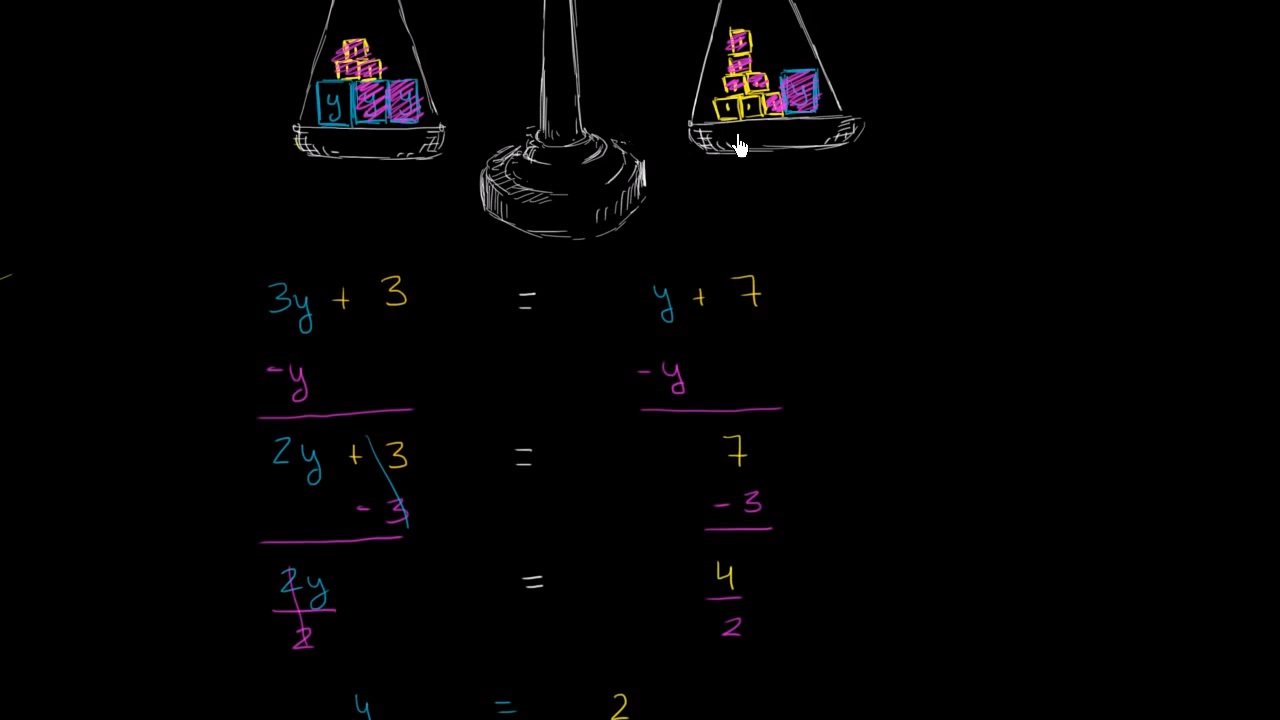 y y y y
3y + 3 = y + 7
-y -y
2y + 3 = 7
- 3 - 3
2y = 4
2 2
y = 2